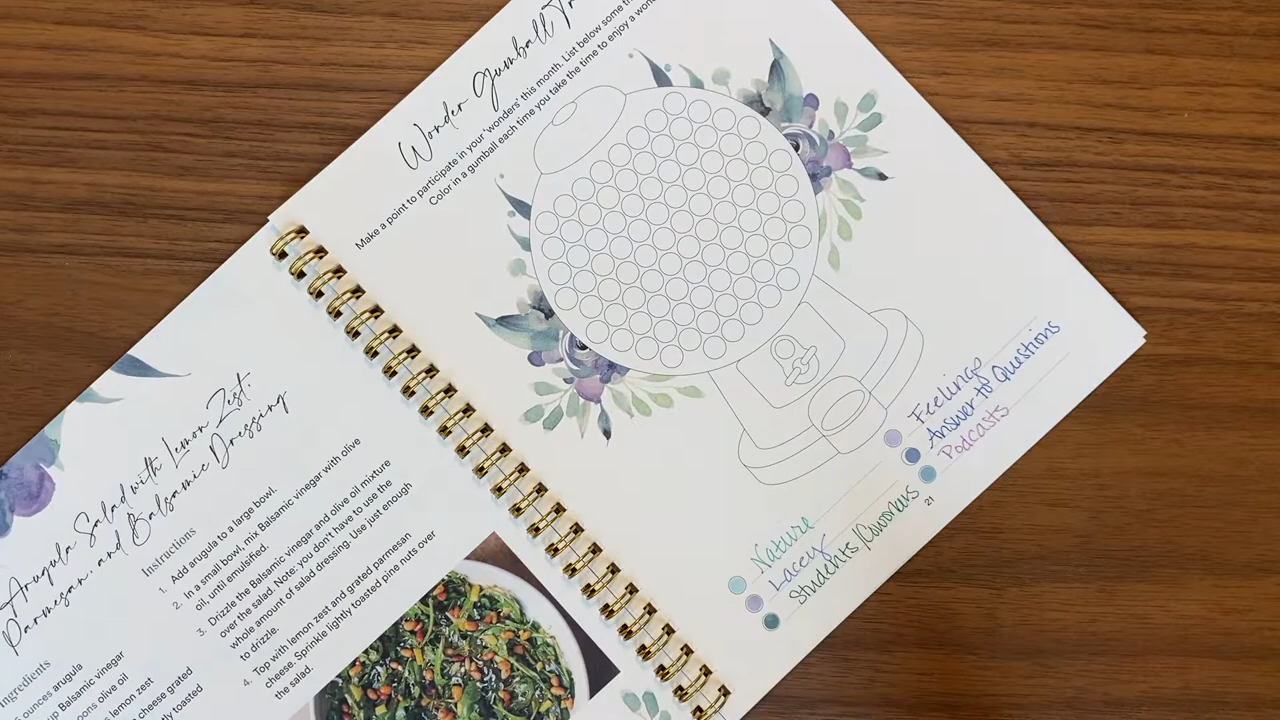 Arugula Salad with Lemon Zest,
Parmesan, and Balsamic Dressing
Ingredients
ounces arugula
up Balsamic vinegar
oons olive oil
lemon zest
cheese grated
toasted
Instructions
1. Add arugula to a large bowl.
2. In a small bowl, mix Balsamic vinegar with olive
oil, until emulsified.
3. Drizzle the Balsamic vinegar and olive oil mixture
over the salad. Note: you don't have to use the
whole amount of salad dressing. Use just enough
to drizzle.
4. Top with lemon zest and grated parmesan
cheese. Sprinkle lightly toasted pine nuts over
the salad.
Wonder Gumball
Make a point to participate in your 'wonders' this month. List below some
Color in a gumball each time you take the time to enjoy a
Nature
Lacey
Students/Coworkers
Feelings
Answer to Questions
Podcasts
21